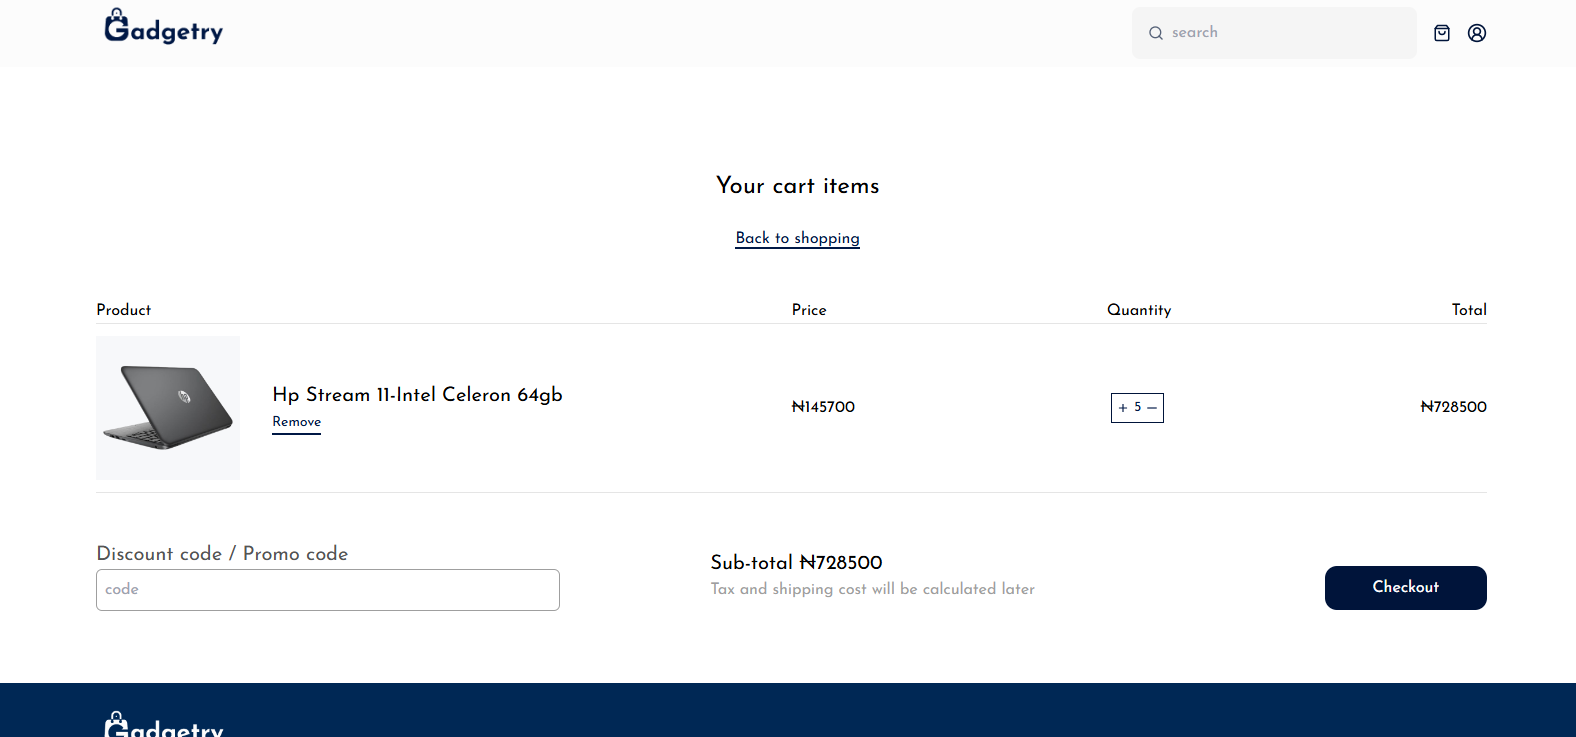 Gadgetry
search
Your cart items
Back to shopping
Product Price Quantity Total
Hp Stream 11-Intel Celeron 64gb
Remove
₦145700
+ 5 –
₦728500
Discount code / Promo code
code
Sub-total ₦728500
Tax and shipping cost will be calculated later
Checkout
Gadgetry